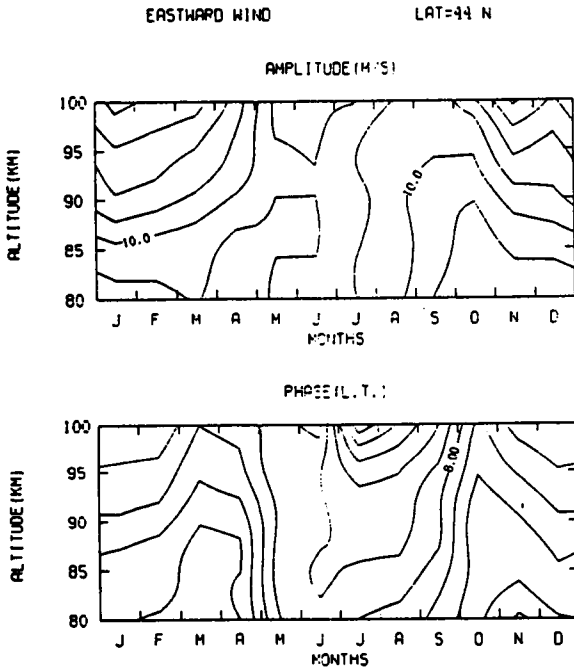 EASTWARD WIND LAT=44 N
AMPLITUDE(M/S)
100
95
90
85
80
ALTITUDE(KM)
10.0
10.0
J F M A M J J A S O N D
MONTHS
PHASE(L.T.)
100
95
90
85
80
ALTITUDE(KM)
8.00
J F M A M J J A S O N D
MONTHS